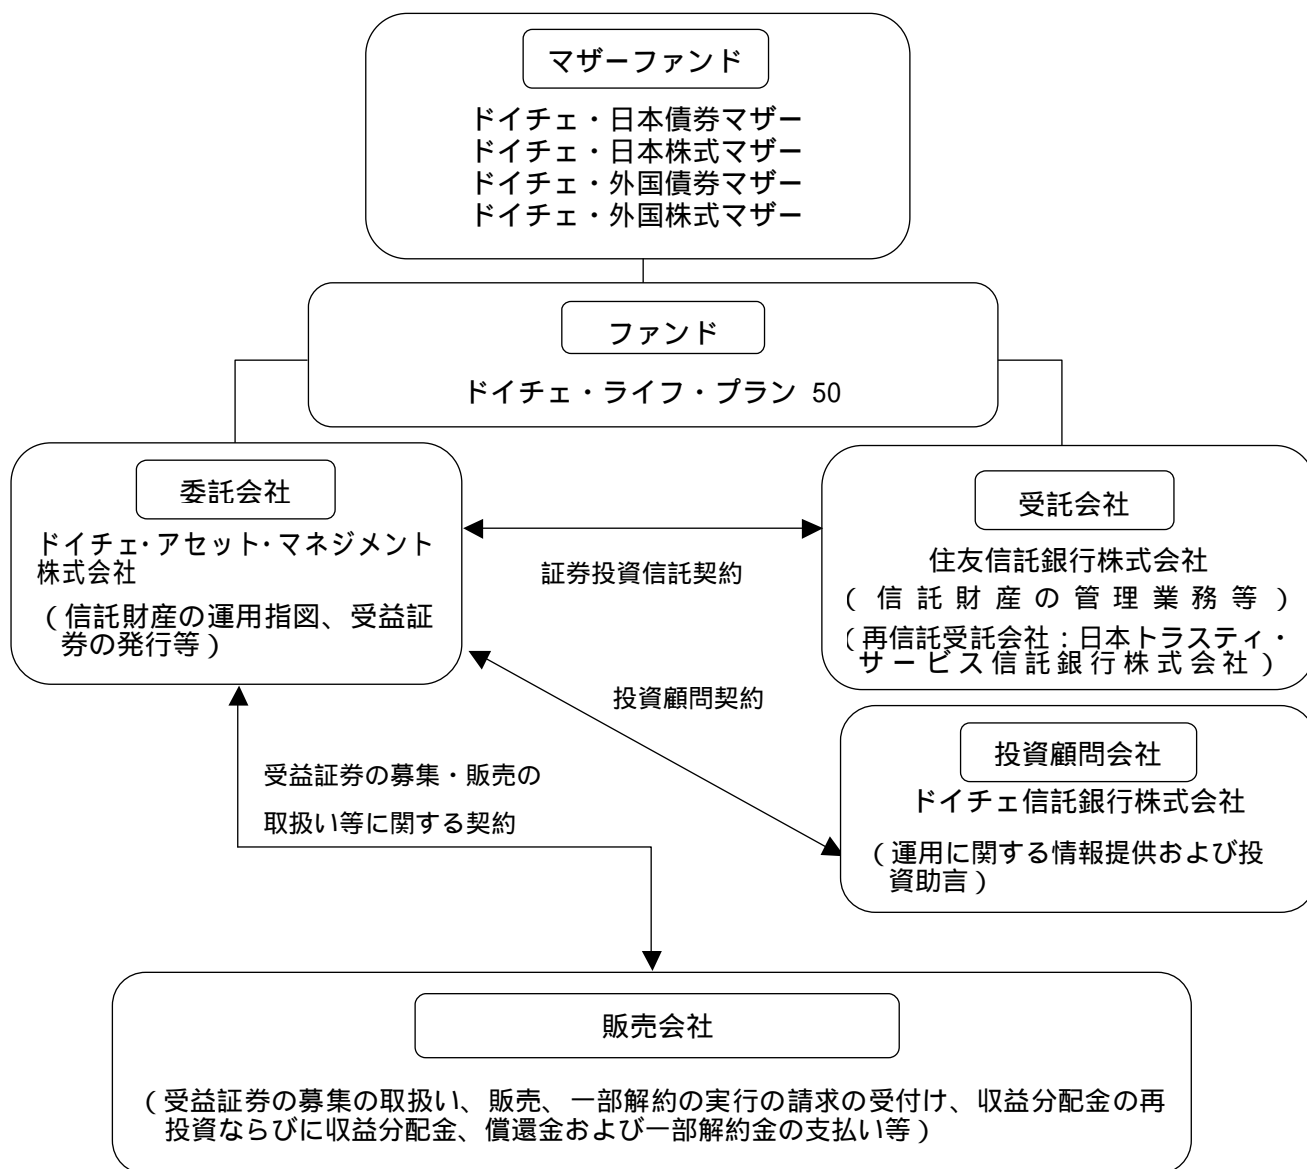 マザーファンド
ドイチェ・日本債券マザー
ドイチェ・日本株式マザー
ドイチェ・外国債券マザー
ドイチェ・外国株式マザー
ファンド
ドイチェ・ライフ・プラン 50
委託会社
ドイチェ・アセット・マネジメント
株式会社
（信託財産の運用指図、受益証
券の発行等）
証券投資信託契約
受託会社
住友信託銀行株式会社
（信託財産の管理業務等）
（再信託受託会社：日本トラスティ・
サービス信託銀行株式会社）
投資顧問契約
投資顧問会社
ドイチェ信託銀行株式会社
（運用に関する情報提供および投
資助言）
受益証券の募集・販売の
取扱い等に関する契約
販売会社
（受益証券の募集の取扱い、販売、一部解約の実行の請求の受付け、収益分配金の再
投資ならびに収益分配金、償還金および一部解約金の支払い等）